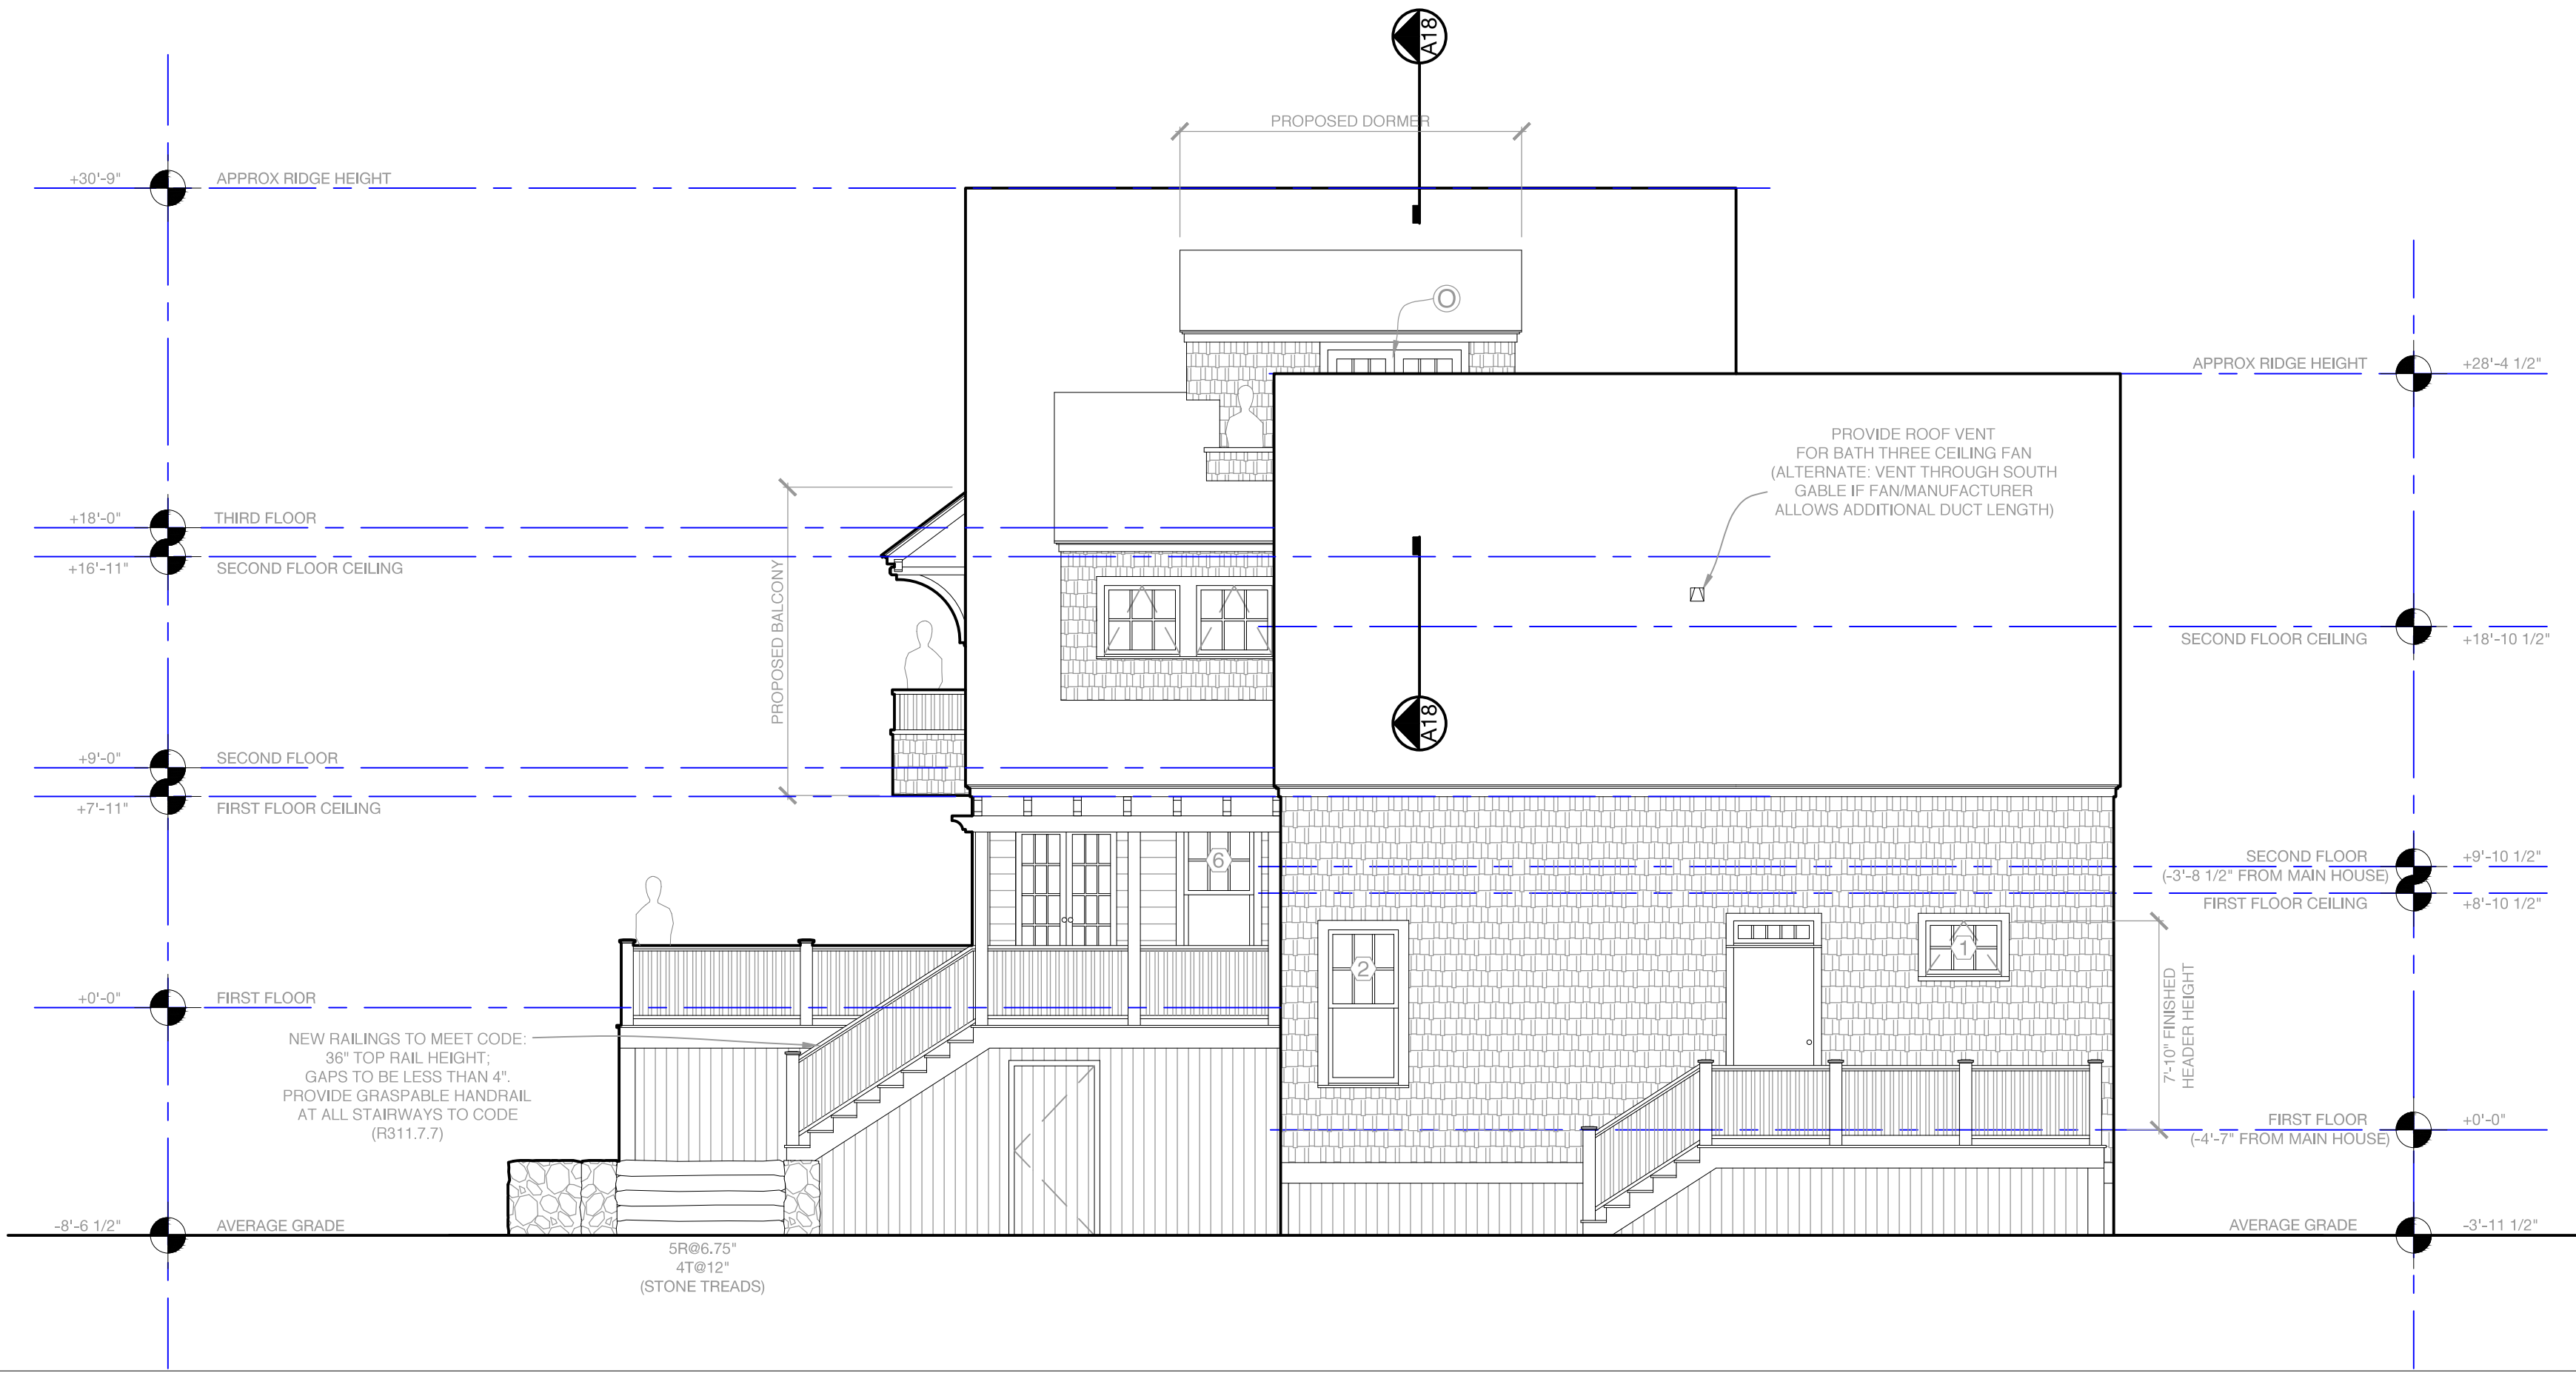 A18
PROPOSED DORMER
+30'-9" APPROX RIDGE HEIGHT
O
APPROX RIDGE HEIGHT +28'-4 1/2"
PROVIDE ROOF VENT
FOR BATH THREE CEILING FAN
(ALTERNATE: VENT THROUGH SOUTH
GABLE IF FAN/MANUFACTURER
ALLOWS ADDITIONAL DUCT LENGTH)
+18'-0" THIRD FLOOR
+16'-11" SECOND FLOOR CEILING
PROPOSED BALCONY
SECOND FLOOR CEILING +18'-10 1/2"
A18
+9'-0" SECOND FLOOR
+7'-11" FIRST FLOOR CEILING
6
SECOND FLOOR +9'-10 1/2"
(-3'-8 1/2" FROM MAIN HOUSE)
FIRST FLOOR CEILING +8'-10 1/2"
2
1
7'-10" FINISHED
HEADER HEIGHT
+0'-0" FIRST FLOOR
NEW RAILINGS TO MEET CODE:
36" TOP RAIL HEIGHT;
GAPS TO BE LESS THAN 4".
PROVIDE GRASPABLE HANDRAIL
AT ALL STAIRWAYS TO CODE
(R311.7.7)
FIRST FLOOR +0'-0"
(-4'-7" FROM MAIN HOUSE)
-8'-6 1/2" AVERAGE GRADE
AVERAGE GRADE -3'-11 1/2"
5R@6.75"
4T@12"
(STONE TREADS)